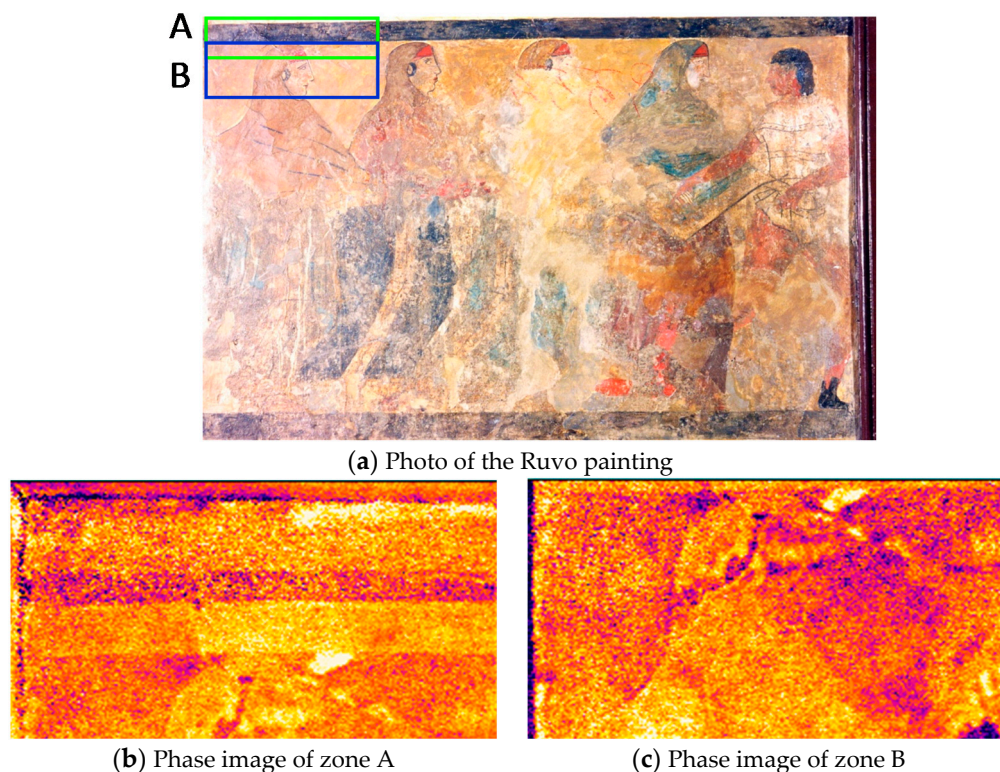 A
B
(a) Photo of the Ruvo painting
(b) Phase image of zone A
(c) Phase image of zone B